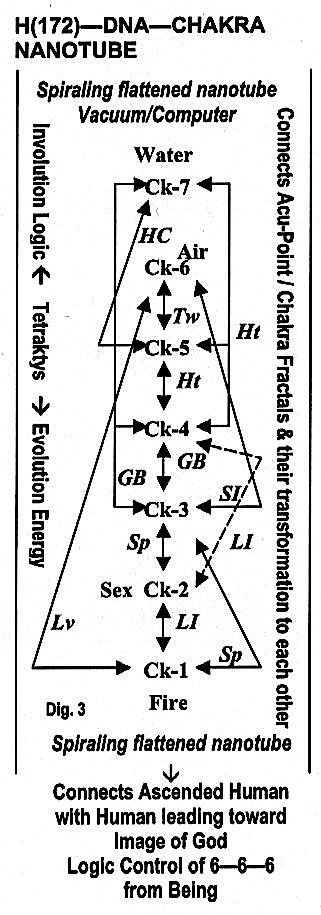 H(172)—DNA—CHAKRA
NANOTUBE
Spiraling flattened nanotube
Vacuum/Computer
Involution Logic ← Tetraktys → Evolution Energy
Connects Acu-Point / Chakra Fractals & their transformation to each other
Water
Ck-7
HC
Air
Ck-6
Tw
Ck-5
Ht
Ht
Ck-4
GB
GB
Ck-3
SI
Sp
LI
Sex Ck-2
Lv
LI
Sp
Ck-1
Dig. 3
Fire
Spiraling flattened nanotube
Connects Ascended Human
with Human leading toward
Image of God
Logic Control of 6—6—6
from Being